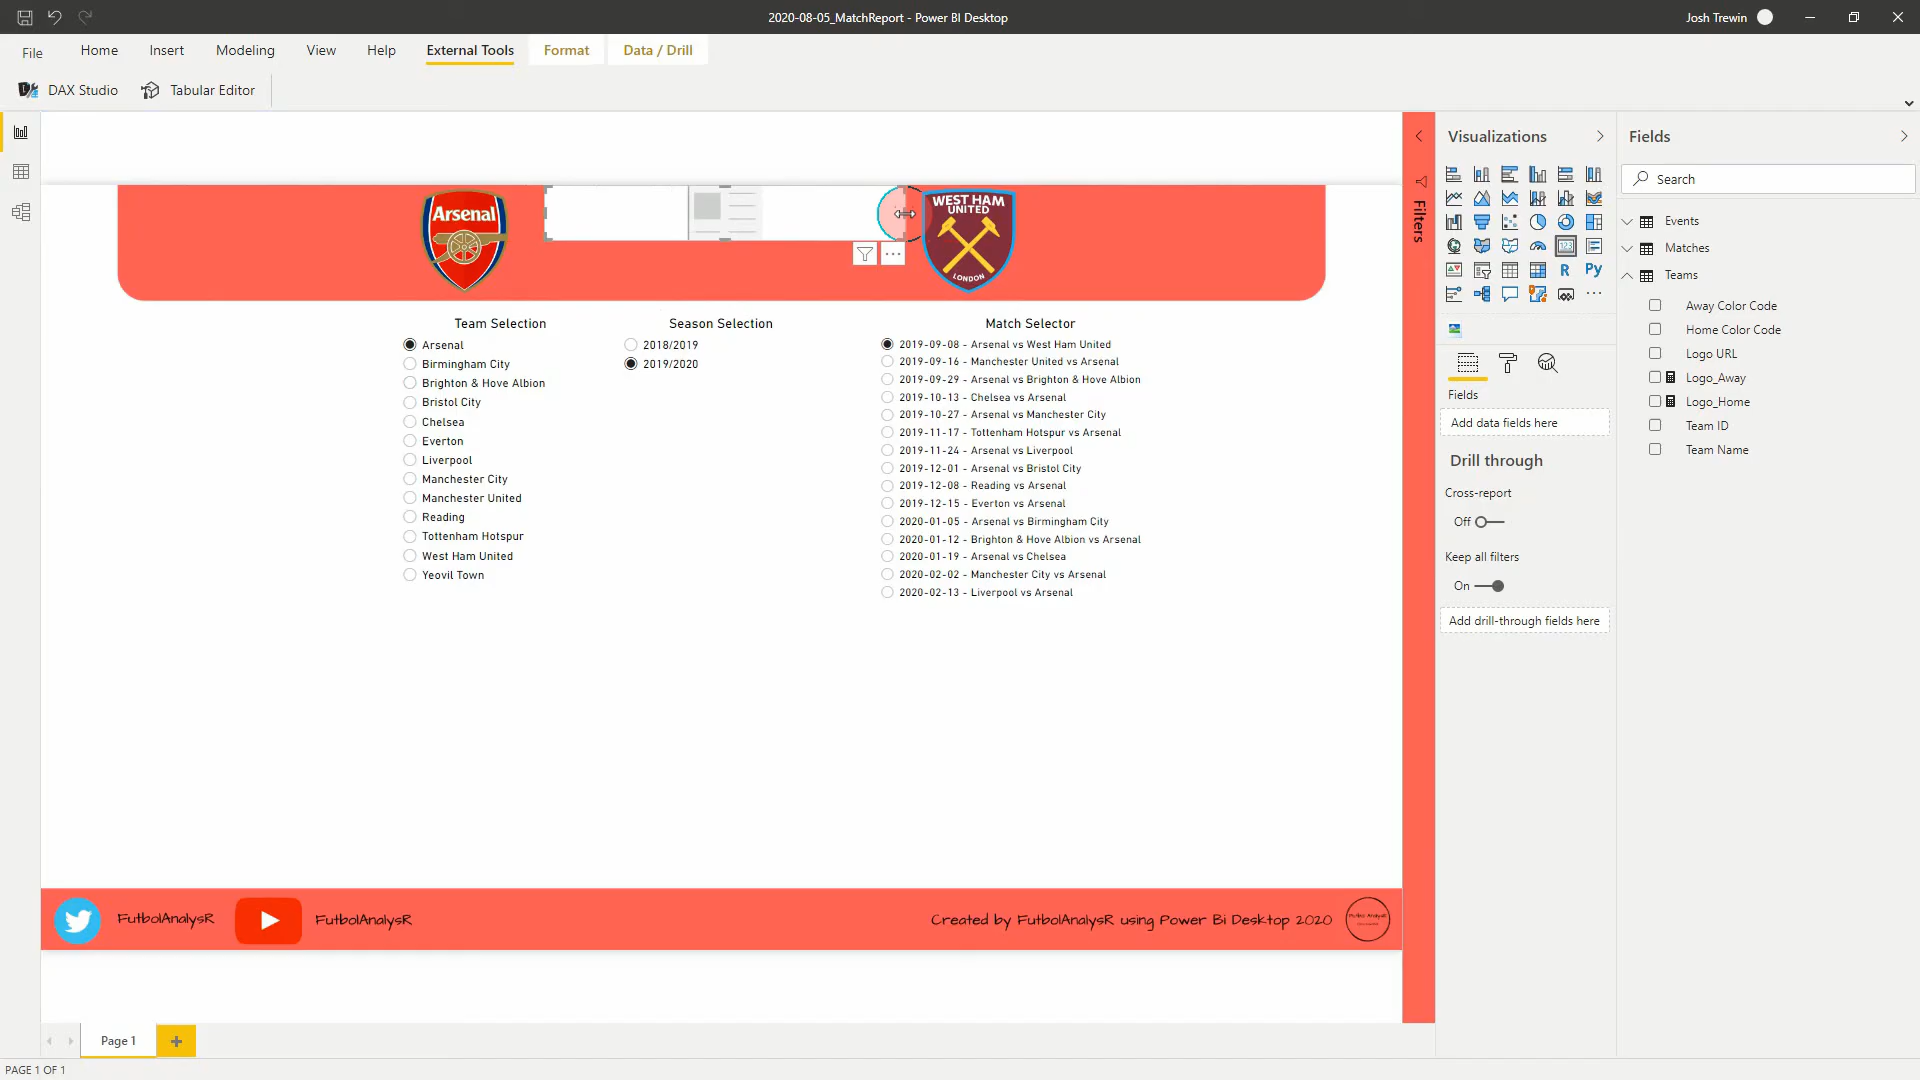 2020-08-05_MatchReport - Power BI Desktop
Josh Trewin
File
Home
Insert
Modeling
View
Help
External Tools
Format
Data / Drill
DAX Studio
Tabular Editor
Arsenal
WEST HAM
UNITED
LONDON
Team Selection
Arsenal
Birmingham City
Brighton & Hove Albion
Bristol City
Chelsea
Everton
Liverpool
Manchester City
Manchester United
Reading
Tottenham Hotspur
West Ham United
Yeovil Town
Season Selection
2018/2019
2019/2020
Match Selector
2019-09-08 - Arsenal vs West Ham United
2019-09-16 - Manchester United vs Arsenal
2019-09-29 - Arsenal vs Brighton & Hove Albion
2019-10-13 - Chelsea vs Arsenal
2019-10-27 - Arsenal vs Manchester City
2019-11-17 - Tottenham Hotspur vs Arsenal
2019-11-24 - Arsenal vs Liverpool
2019-12-01 - Arsenal vs Bristol City
2019-12-08 - Reading vs Arsenal
2019-12-15 - Everton vs Arsenal
2020-01-05 - Arsenal vs Birmingham City
2020-01-12 - Brighton & Hove Albion vs Arsenal
2020-01-19 - Arsenal vs Chelsea
2020-02-02 - Manchester City vs Arsenal
2020-02-13 - Liverpool vs Arsenal
FutbolAnalysR
FutbolAnalysR
Created by FutbolAnalysR using Power Bi Desktop 2020
Filters
Visualizations
123
R
Py
Fields
Add data fields here
Drill through
Cross-report
Off
Keep all filters
On
Add drill-through fields here
Fields
Search
Events
Matches
Teams
Away Color Code
Home Color Code
Logo URL
Logo_Away
Logo_Home
Team ID
Team Name
Page 1
PAGE 1 OF 1